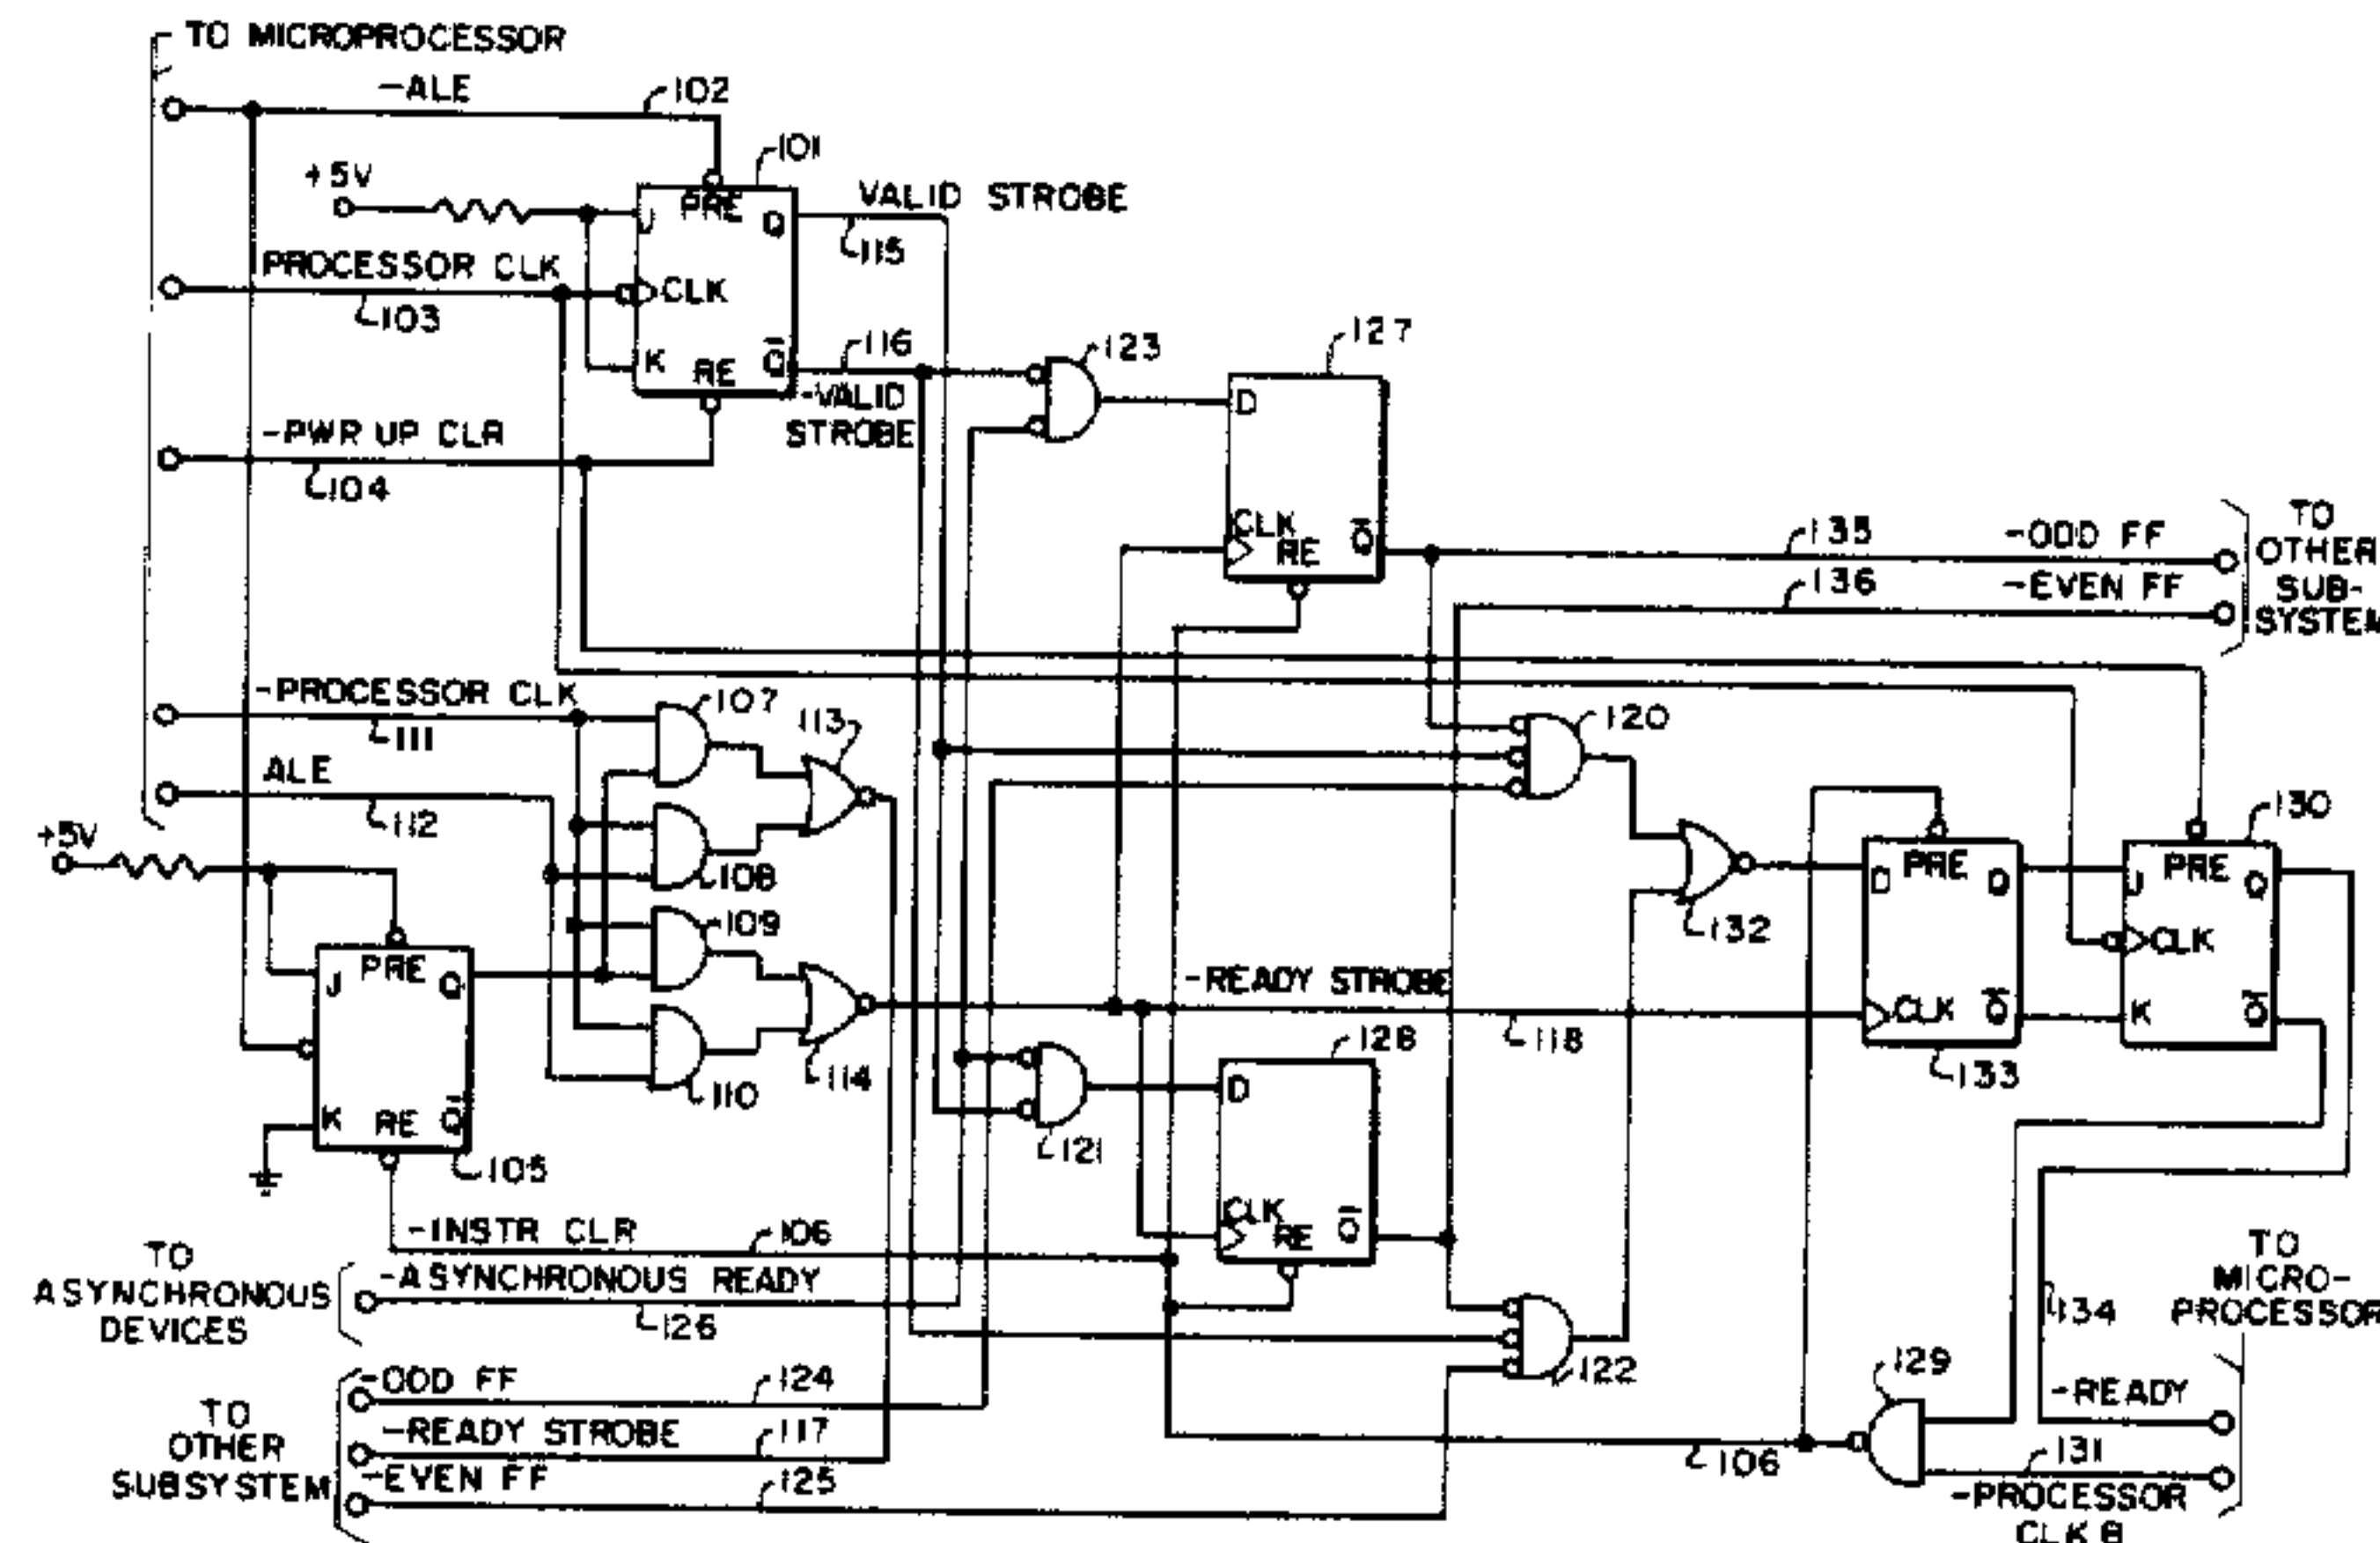 TO MICROPROCESSOR
-ALE
102
101
+5V
PRE
J
Q
VALID STROBE
115
PROCESSOR CLK
CLK
103
K
RE
Q̅
116
-VALID
STROBE
-PWR UP CLR
104
123
127
D
CLK
RE
Q̅
135
-ODD FF
136
-EVEN FF
TO
OTHER
SUB-
SYSTEM
-PROCESSOR CLK
111
107
113
120
ALE
112
+5V
108
109
110
114
J
PRE
Q
K
RE
Q̅
105
-READY STROBE
118
132
D
PRE
Q
CLK
Q̅
133
130
J
PRE
Q
CLK
K
Q̅
121
128
D
CLK
RE
Q̅
122
-INSTR CLR
106
TO
ASYNCHRONOUS
DEVICES
-ASYNCHRONOUS READY
126
TO
OTHER
SUBSYSTEM
-ODD FF
124
-READY STROBE
117
-EVEN FF
125
106
129
134
TO
MICRO-
PROCESSOR
-READY
131
-PROCESSOR
CLK B